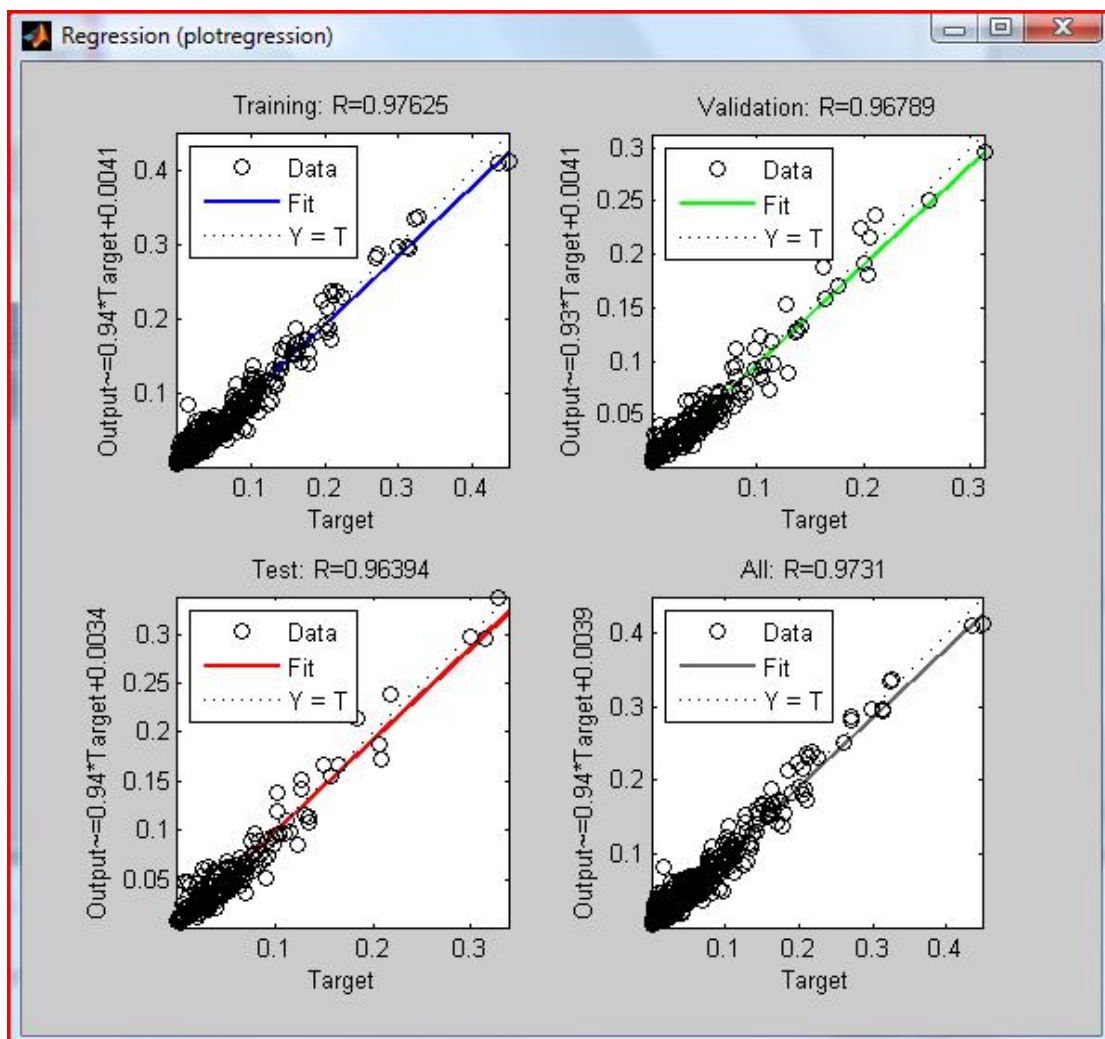 Regression (plotregression)
Training: R=0.97625
Output~=0.94*Target+0.0041
0.4
0.3
0.2
0.1
Data
Fit
Y = T
0.1 0.2 0.3 0.4
Target
Validation: R=0.96789
Output~=0.93*Target+0.0041
0.3
0.25
0.2
0.15
0.1
0.05
Data
Fit
Y = T
0.1 0.2 0.3
Target
Test: R=0.96394
Output~=0.94*Target+0.0034
0.3
0.25
0.2
0.15
0.1
0.05
Data
Fit
Y = T
0.1 0.2 0.3
Target
All: R=0.9731
Output~=0.94*Target+0.0039
0.4
0.3
0.2
0.1
Data
Fit
Y = T
0.1 0.2 0.3 0.4
Target